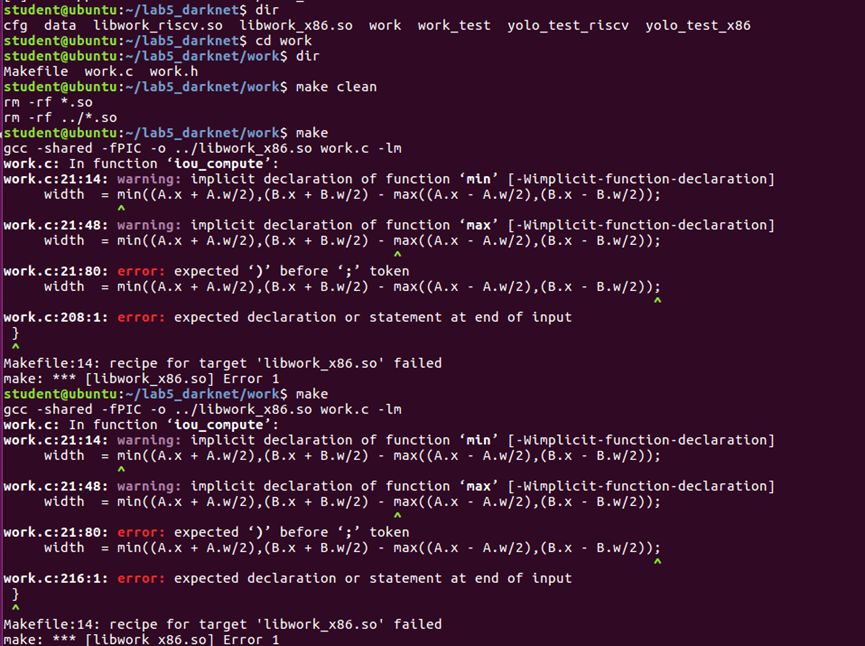 student@ubuntu:~/lab5_darknet$ dir
cfg  data  libwork_riscv.so  libwork_x86.so  work  work_test  yolo_test_riscv  yolo_test_x86
student@ubuntu:~/lab5_darknet$ cd work
student@ubuntu:~/lab5_darknet/work$ dir
Makefile  work.c  work.h
student@ubuntu:~/lab5_darknet/work$ make clean
rm -rf *.so
rm -rf ../*.so
student@ubuntu:~/lab5_darknet/work$ make
gcc -shared -fPIC -o ../libwork_x86.so work.c -lm
work.c: In function ‘iou_compute’:
work.c:21:14: warning: implicit declaration of function ‘min’ [-Wimplicit-function-declaration]
     width  = min((A.x + A.w/2),(B.x + B.w/2) - max((A.x - A.w/2),(B.x - B.w/2));
              ^
work.c:21:48: warning: implicit declaration of function ‘max’ [-Wimplicit-function-declaration]
     width  = min((A.x + A.w/2),(B.x + B.w/2) - max((A.x - A.w/2),(B.x - B.w/2));
                                                ^
work.c:21:80: error: expected ‘)’ before ‘;’ token
     width  = min((A.x + A.w/2),(B.x + B.w/2) - max((A.x - A.w/2),(B.x - B.w/2));
                                                                                ^
work.c:208:1: error: expected declaration or statement at end of input
 }
 ^
Makefile:14: recipe for target 'libwork_x86.so' failed
make: *** [libwork_x86.so] Error 1
student@ubuntu:~/lab5_darknet/work$ make
gcc -shared -fPIC -o ../libwork_x86.so work.c -lm
work.c: In function ‘iou_compute’:
work.c:21:14: warning: implicit declaration of function ‘min’ [-Wimplicit-function-declaration]
     width  = min((A.x + A.w/2),(B.x + B.w/2) - max((A.x - A.w/2),(B.x - B.w/2));
              ^
work.c:21:48: warning: implicit declaration of function ‘max’ [-Wimplicit-function-declaration]
     width  = min((A.x + A.w/2),(B.x + B.w/2) - max((A.x - A.w/2),(B.x - B.w/2));
                                                ^
work.c:21:80: error: expected ‘)’ before ‘;’ token
     width  = min((A.x + A.w/2),(B.x + B.w/2) - max((A.x - A.w/2),(B.x - B.w/2));
                                                                                ^
work.c:216:1: error: expected declaration or statement at end of input
 }
 ^
Makefile:14: recipe for target 'libwork_x86.so' failed
make: *** [libwork_x86.so] Error 1